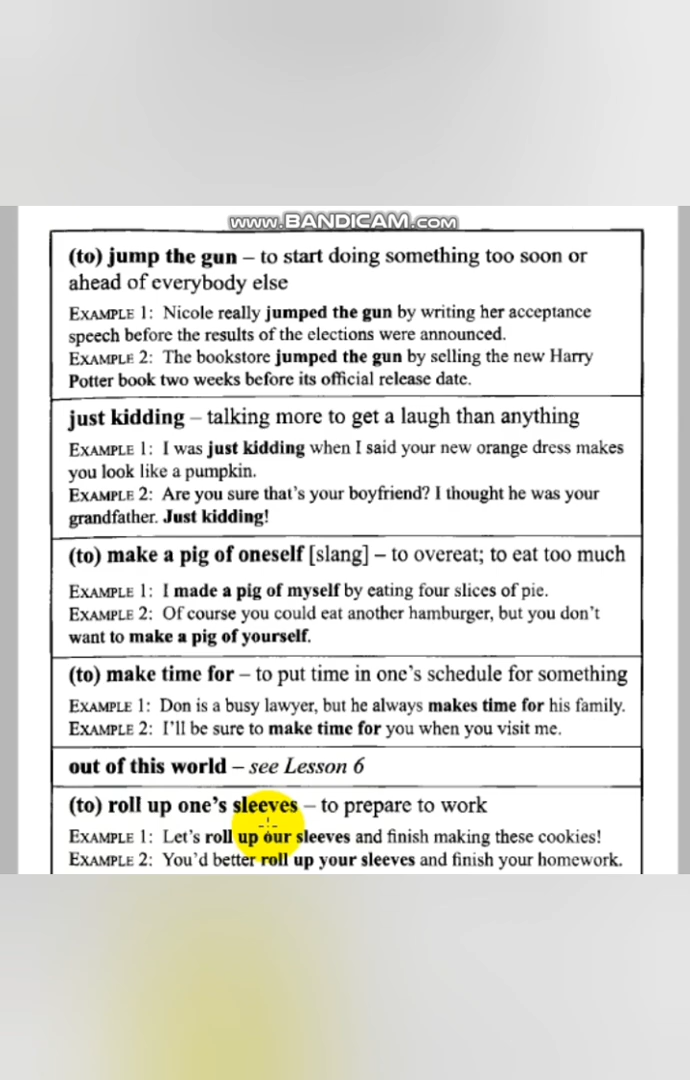 www.BANDICAM.com
(to) jump the gun – to start doing something too soon or
ahead of everybody else
EXAMPLE 1: Nicole really jumped the gun by writing her acceptance
speech before the results of the elections were announced.
EXAMPLE 2: The bookstore jumped the gun by selling the new Harry
Potter book two weeks before its official release date.
just kidding – talking more to get a laugh than anything
EXAMPLE 1: I was just kidding when I said your new orange dress makes
you look like a pumpkin.
EXAMPLE 2: Are you sure that's your boyfriend? I thought he was your
grandfather. Just kidding!
(to) make a pig of oneself [slang] – to overeat; to eat too much
EXAMPLE 1: I made a pig of myself by eating four slices of pie.
EXAMPLE 2: Of course you could eat another hamburger, but you don't
want to make a pig of yourself.
(to) make time for – to put time in one's schedule for something
EXAMPLE 1: Don is a busy lawyer, but he always makes time for his family.
EXAMPLE 2: I'll be sure to make time for you when you visit me.
out of this world – see Lesson 6
(to) roll up one's sleeves – to prepare to work
EXAMPLE 1: Let's roll up our sleeves and finish making these cookies!
EXAMPLE 2: You'd better roll up your sleeves and finish your homework.